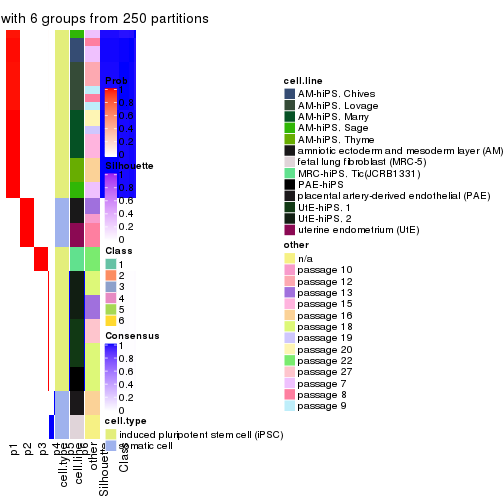 with 6 groups from 250 partitions
Prob
0.8
0.6
0.4
0.2
0
Silhouette
1
0.8
0.6
0.4
0.2
0
Class
1
2
3
4
5
6
Consensus
1
0.8
0.6
0.4
0.2
0
cell.type
induced pluripotent stem cell (iPSC)
somatic cell
cell.line
AM-hiPS. Chives
AM-hiPS. Lovage
AM-hiPS. Marry
AM-hiPS. Sage
AM-hiPS. Thyme
amniotic ectoderm and mesoderm layer (AM)
fetal lung fibroblast (MRC-5)
MRC-hiPS. Tic(JCRB1331)
PAE-hiPS
placental artery-derived endothelial (PAE)
UtE-hiPS. 1
UtE-hiPS. 2
uterine endometrium (UtE)
other
n/a
passage 10
passage 12
passage 13
passage 15
passage 16
passage 18
passage 19
passage 20
passage 22
passage 27
passage 7
passage 8
passage 9
p1
p2
p3
p4
cell.type
p5
cell.line
p6
other
Silhouette
Class